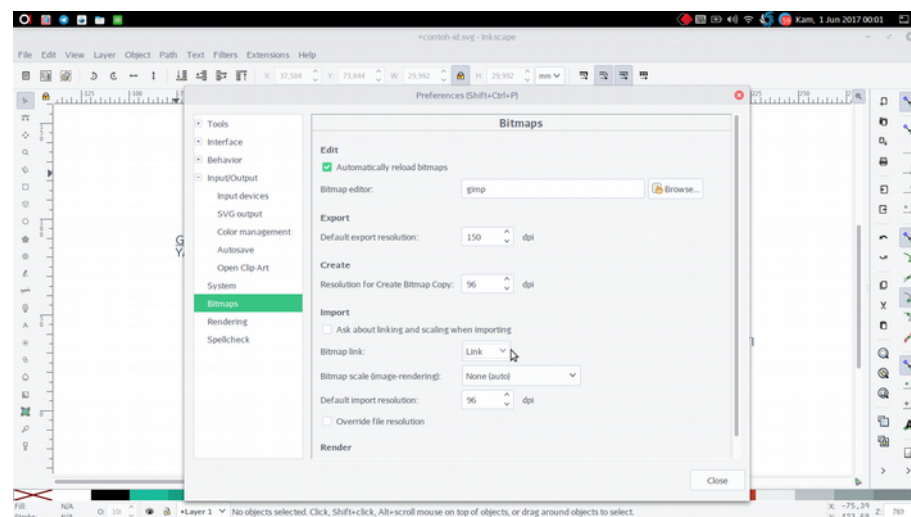 Kam, 1 Jun 2017 00:01
*contoh-id.svg - Inkscape
File Edit View Layer Object Path Text Filters Extensions Help
X: 37,504 Y: 73,644 W: 29,992 H: 29,992 mm
Preferences (Shift+Ctrl+P)
Tools
Interface
Behavior
Input/Output
Input devices
SVG output
Color management
Autosave
Open Clip Art
System
Bitmaps
Rendering
Spellcheck
Bitmaps
Edit
Automatically reload bitmaps
Bitmap editor: gimp Browse...
Export
Default export resolution: 150 dpi
Create
Resolution for Create Bitmap Copy: 96 dpi
Import
Ask about linking and scaling when importing
Bitmap link: Link
Bitmap scale (image-rendering): None (auto)
Default import resolution: 96 dpi
Override file resolution
Render
Close
Fill: N/A
N/A
O: •Layer 1 No objects selected. Click, Shift+click, Alt+scroll mouse on top of objects, or drag around objects to select.
X: -75,39
Z: